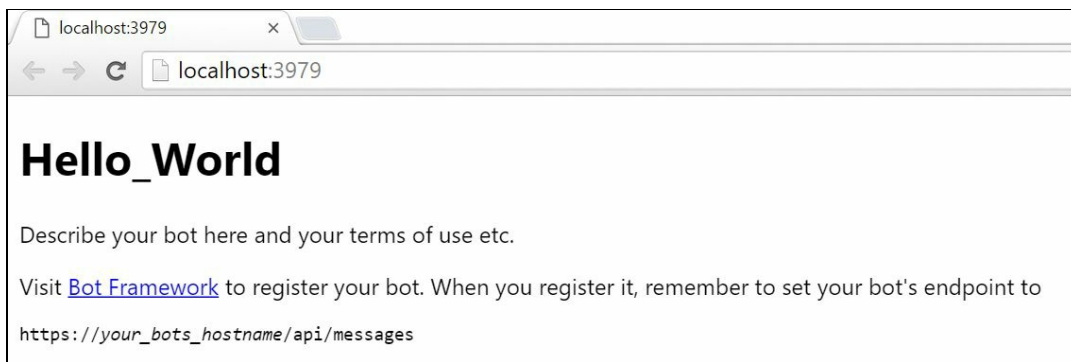 localhost:3979
localhost:3979
Hello_World
Describe your bot here and your terms of use etc.
Visit Bot Framework to register your bot. When you register it, remember to set your bot's endpoint to
https://your_bots_hostname/api/messages